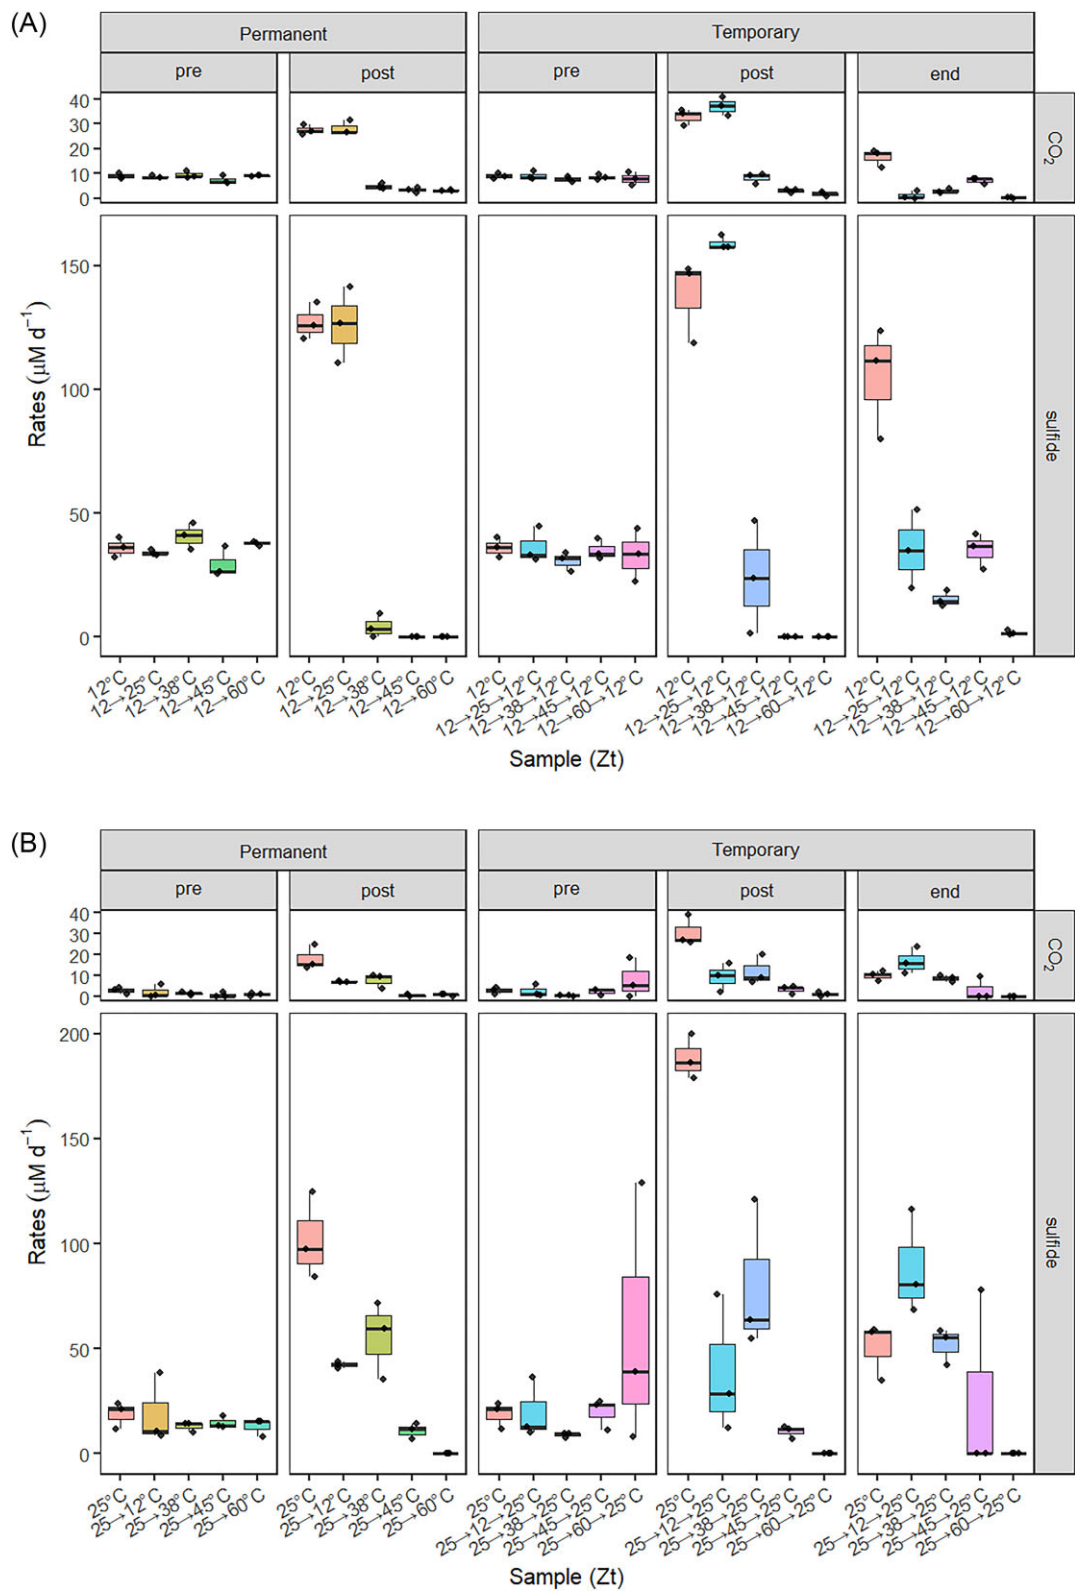 (A)
Permanent Temporary
pre post pre post end
40
30
20
10
0
CO₂
150
100
50
0
sulfide
Rates (μM d⁻¹)
12°C 12→25°C 12→38°C 12→45°C 12→60°C 12°C 12→25°C 12→38°C 12→45°C 12→60°C 12°C 12→25→12°C 12→38→12°C 12→45→12°C 12→60→12°C 12°C 12→25→12°C 12→38→12°C 12→45→12°C 12→60→12°C 12°C 12→25→12°C 12→38→12°C 12→45→12°C 12→60→12°C
Sample (Zt)
(B)
Permanent Temporary
pre post pre post end
40
30
20
10
0
CO₂
200
150
100
50
0
sulfide
Rates (μM d⁻¹)
25°C 25→12°C 25→38°C 25→45°C 25→60°C 25°C 25→12°C 25→38°C 25→45°C 25→60°C 25°C 25→12→25°C 25→38→25°C 25→45→25°C 25→60→25°C 25°C 25→12→25°C 25→38→25°C 25→45→25°C 25→60→25°C 25°C 25→12→25°C 25→38→25°C 25→45→25°C 25→60→25°C
Sample (Zt)